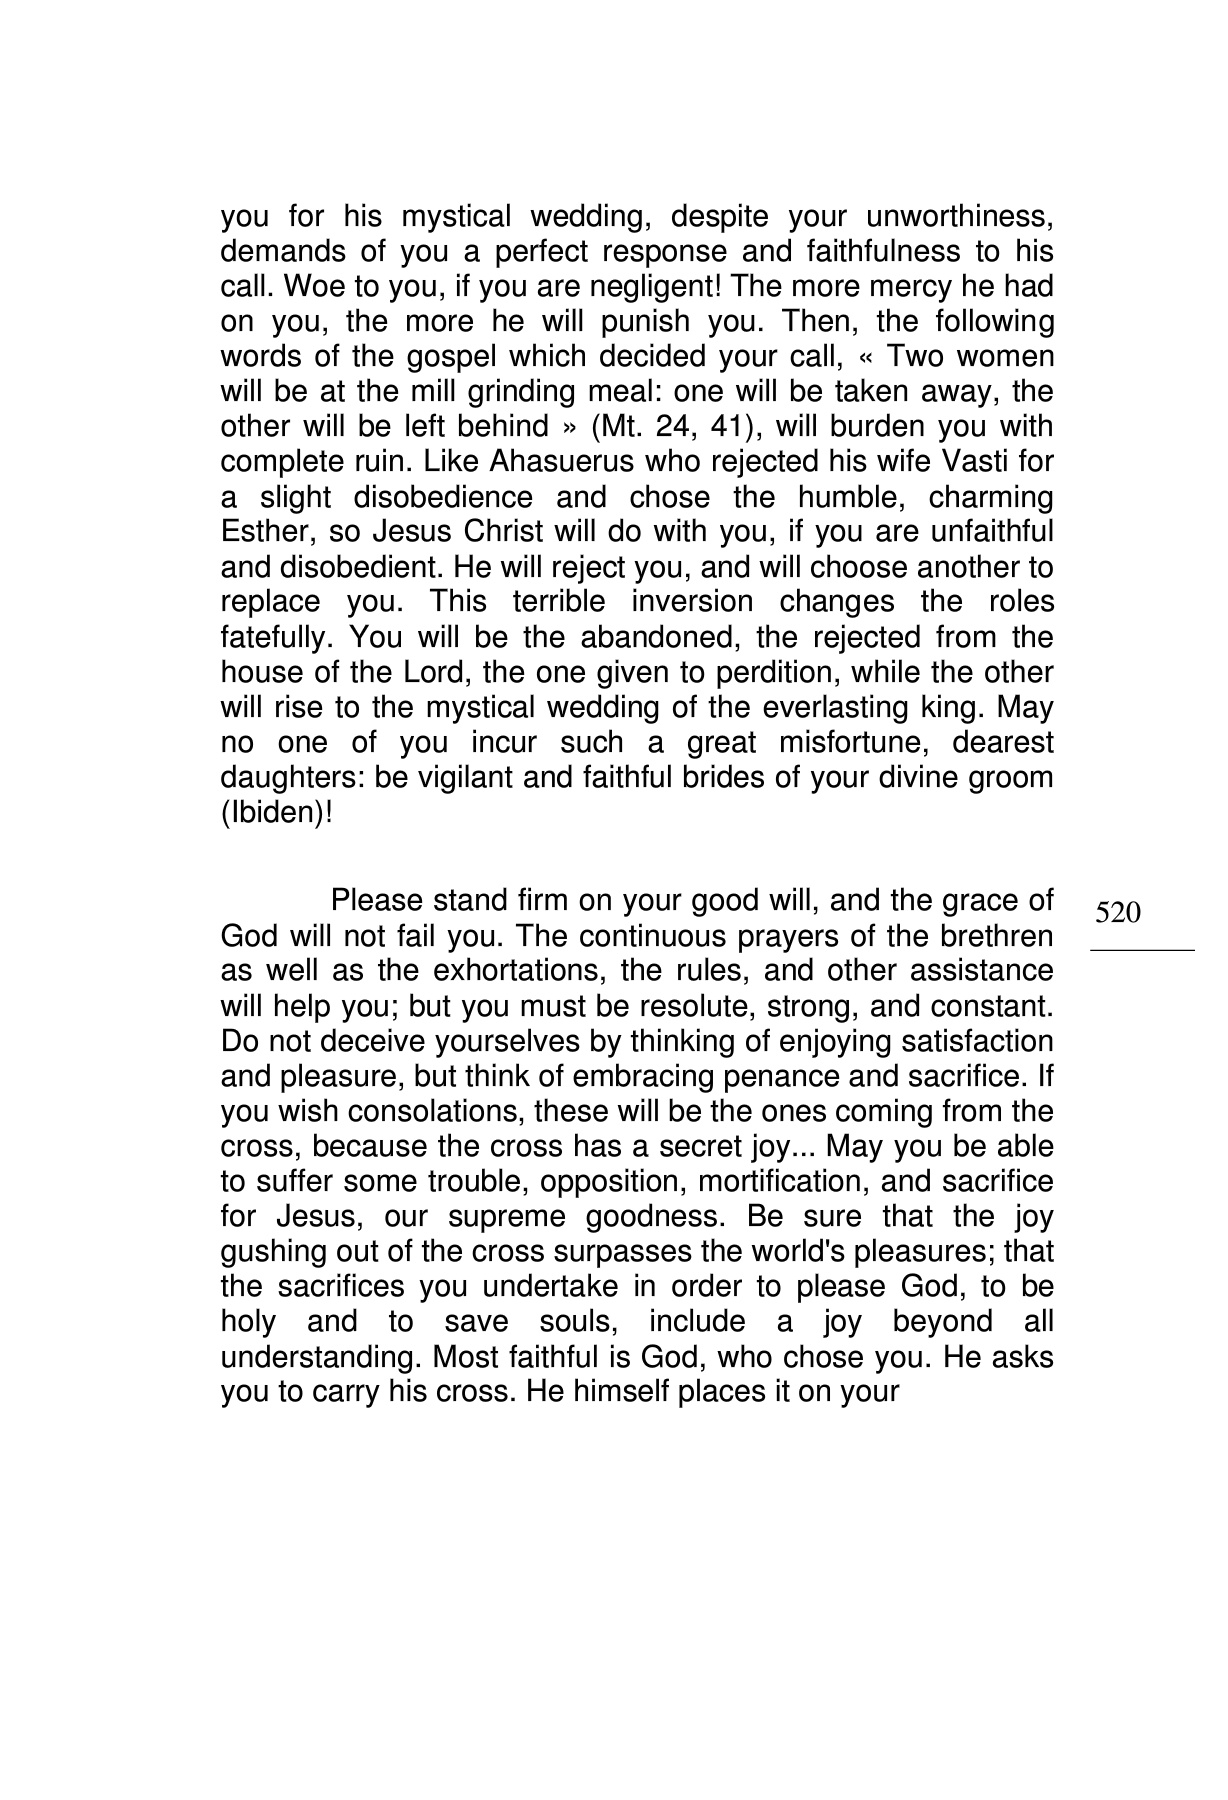 you for his mystical wedding, despite your unworthiness,
demands of you a perfect response and faithfulness to his
call. Woe to you, if you are negligent! The more mercy he had
on you, the more he will punish you. Then, the following
words of the gospel which decided your call, « Two women
will be at the mill grinding meal: one will be taken away, the
other will be left behind » (Mt. 24, 41), will burden you with
complete ruin. Like Ahasuerus who rejected his wife Vasti for
a slight disobedience and chose the humble, charming
Esther, so Jesus Christ will do with you, if you are unfaithful
and disobedient. He will reject you, and will choose another to
replace you. This terrible inversion changes the roles
fatefully. You will be the abandoned, the rejected from the
house of the Lord, the one given to perdition, while the other
will rise to the mystical wedding of the everlasting king. May
no one of you incur such a great misfortune, dearest
daughters: be vigilant and faithful brides of your divine groom
(Ibiden)!
Please stand firm on your good will, and the grace of
God will not fail you. The continuous prayers of the brethren
as well as the exhortations, the rules, and other assistance
will help you; but you must be resolute, strong, and constant.
Do not deceive yourselves by thinking of enjoying satisfaction
and pleasure, but think of embracing penance and sacrifice. If
you wish consolations, these will be the ones coming from the
cross, because the cross has a secret joy... May you be able
to suffer some trouble, opposition, mortification, and sacrifice
for Jesus, our supreme goodness. Be sure that the joy
gushing out of the cross surpasses the world's pleasures; that
the sacrifices you undertake in order to please God, to be
holy and to save souls, include a joy beyond all
understanding. Most faithful is God, who chose you. He asks
you to carry his cross. He himself places it on your
520